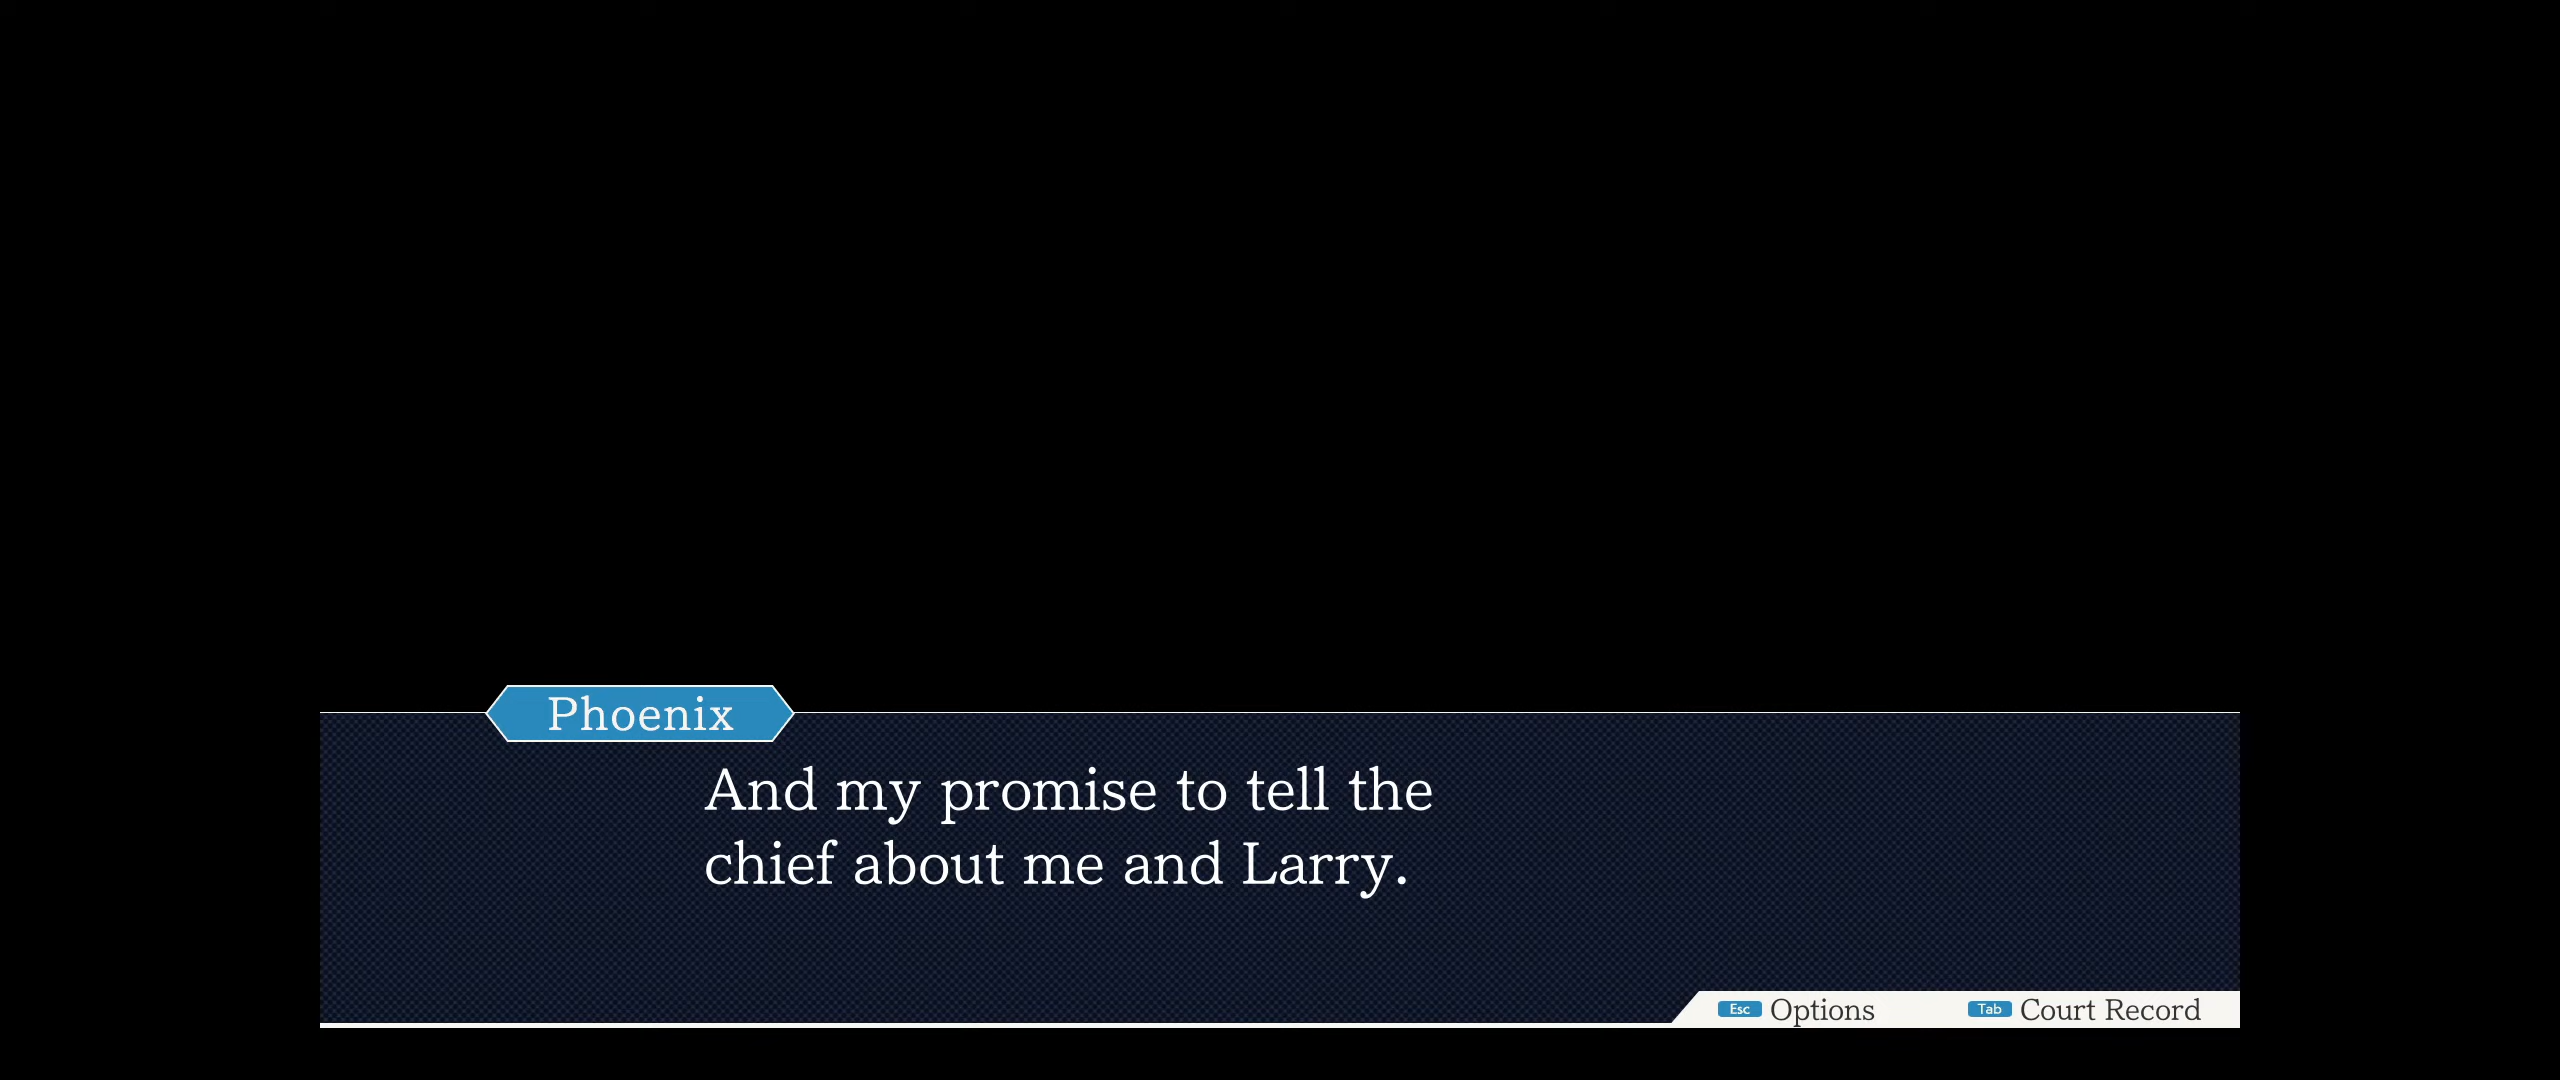 Phoenix
And my promise to tell the
chief about me and Larry.
Esc Options Tab Court Record